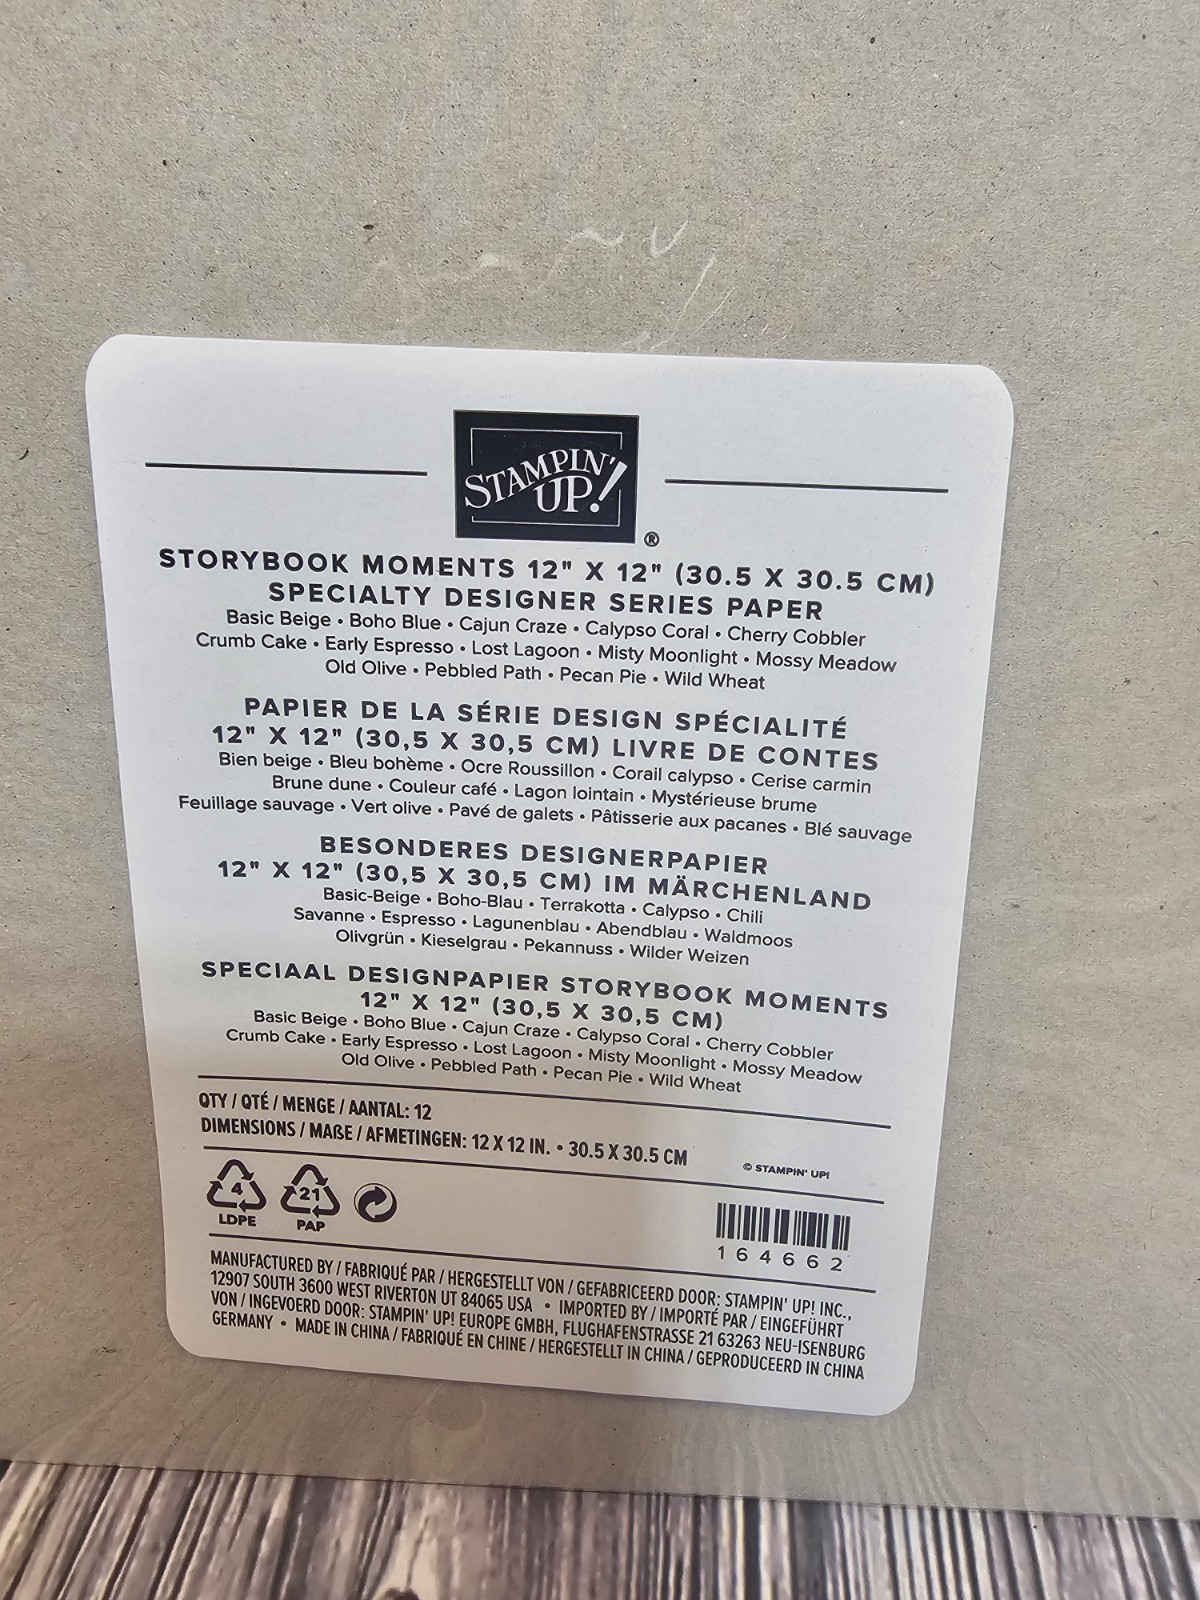 STAMPIN' UP!
®
STORYBOOK MOMENTS 12" X 12" (30.5 X 30.5 CM)
SPECIALTY DESIGNER SERIES PAPER
Basic Beige • Boho Blue • Cajun Craze • Calypso Coral • Cherry Cobbler
Crumb Cake • Early Espresso • Lost Lagoon • Misty Moonlight • Mossy Meadow
Old Olive • Pebbled Path • Pecan Pie • Wild Wheat
PAPIER DE LA SÉRIE DESIGN SPÉCIALITÉ
12" X 12" (30,5 X 30,5 CM) LIVRE DE CONTES
Bien beige • Bleu bohème • Ocre Roussillon • Corail calypso • Cerise carmin
Brune dune • Couleur café • Lagon lointain • Mystérieuse brume
Feuillage sauvage • Vert olive • Pavé de galets • Pâtisserie aux pacanes • Blé sauvage
BESONDERES DESIGNERPAPIER
12" X 12" (30,5 X 30,5 CM) IM MÄRCHENLAND
Basic-Beige • Boho-Blau • Terrakotta • Calypso • Chili
Savanne • Espresso • Lagunenblau • Abendblau • Waldmoos
Olivgrün • Kieselgrau • Pekannuss • Wilder Weizen
SPECIAAL DESIGNPAPIER STORYBOOK MOMENTS
12" X 12" (30,5 X 30,5 CM)
Basic Beige • Boho Blue • Cajun Craze • Calypso Coral • Cherry Cobbler
Crumb Cake • Early Espresso • Lost Lagoon • Misty Moonlight • Mossy Meadow
Old Olive • Pebbled Path • Pecan Pie • Wild Wheat
QTY / QTÉ / MENGE / AANTAL: 12
DIMENSIONS / MAßE / AFMETINGEN: 12 X 12 IN. • 30.5 X 30.5 CM
© STAMPIN' UP!
4 21
LDPE PAP
164662
MANUFACTURED BY / FABRIQUÉ PAR / HERGESTELLT VON / GEFABRICEERD DOOR: STAMPIN' UP! INC.,
12907 SOUTH 3600 WEST RIVERTON UT 84065 USA • IMPORTED BY / IMPORTÉ PAR / EINGEFÜHRT
VON / INGEVOERD DOOR: STAMPIN' UP! EUROPE GMBH, FLUGHAFENSTRASSE 21 63263 NEU-ISENBURG
GERMANY • MADE IN CHINA / FABRIQUÉ EN CHINE / HERGESTELLT IN CHINA / GEPRODUCEERD IN CHINA